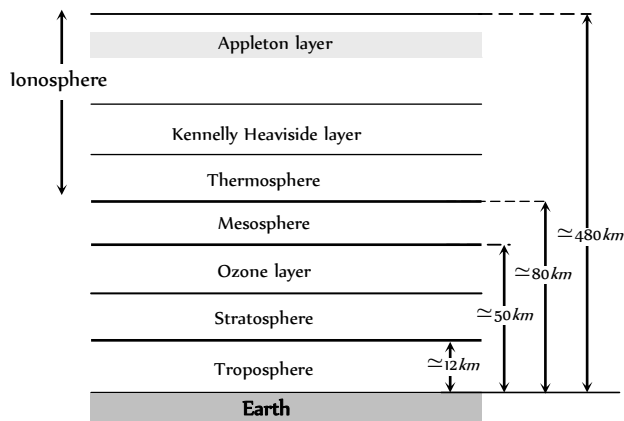 Appleton layer
Ionosphere
Kennelly Heaviside layer
Thermosphere
Mesosphere
≃480km
≃80km
Ozone layer
≃50km
Stratosphere
≃12km
Troposphere
Earth